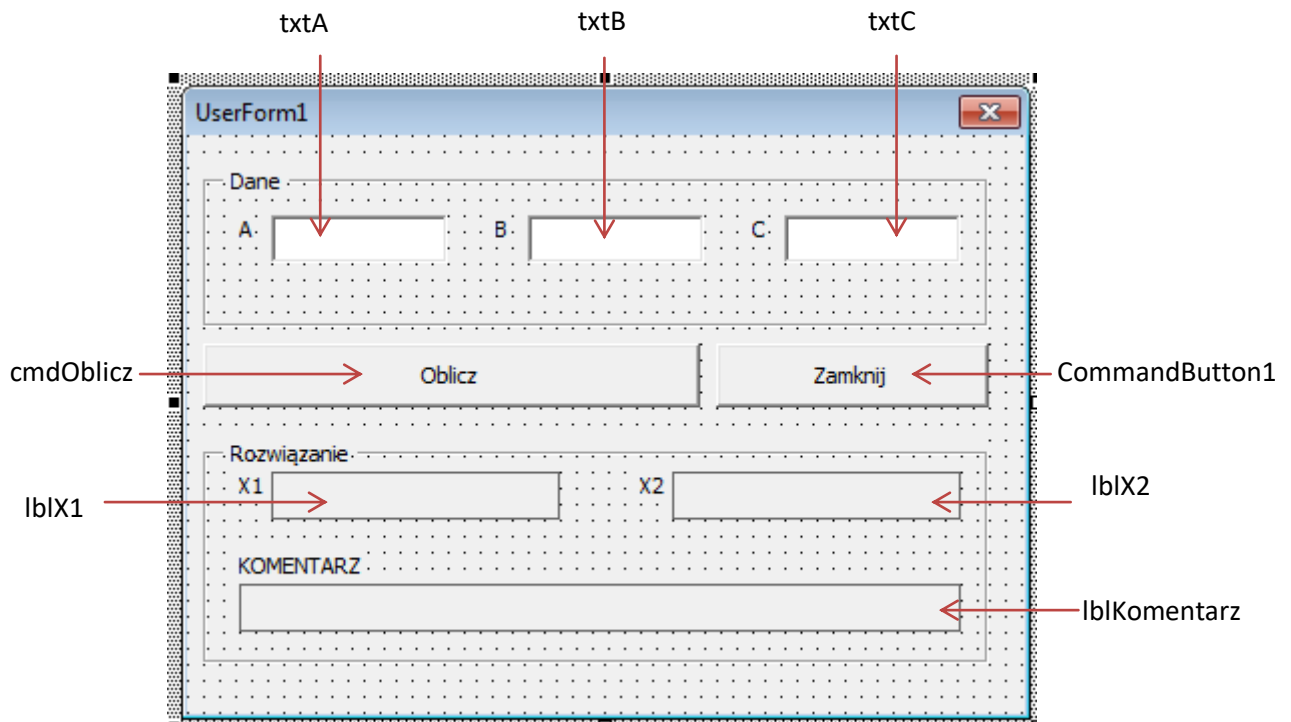 txtA txtB txtC
UserForm1
Dane
A B C
cmdOblicz Oblicz Zamknij CommandButton1
Rozwiązanie
X1 X2
lblX1 lblX2
KOMENTARZ
lblKomentarz